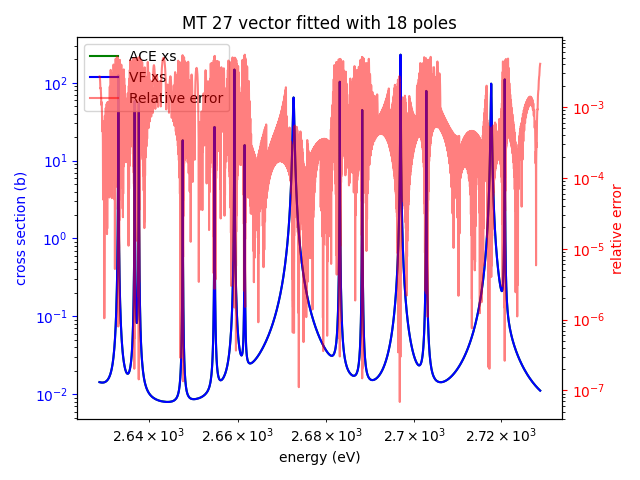 MT 27 vector fitted with 18 poles
ACE xs
VF xs
Relative error
10²
10¹
10⁰
10⁻¹
10⁻²
cross section (b)
10⁻³
10⁻⁴
10⁻⁵
10⁻⁶
10⁻⁷
relative error
2.64 × 10³
2.66 × 10³
2.68 × 10³
2.7 × 10³
2.72 × 10³
energy (eV)